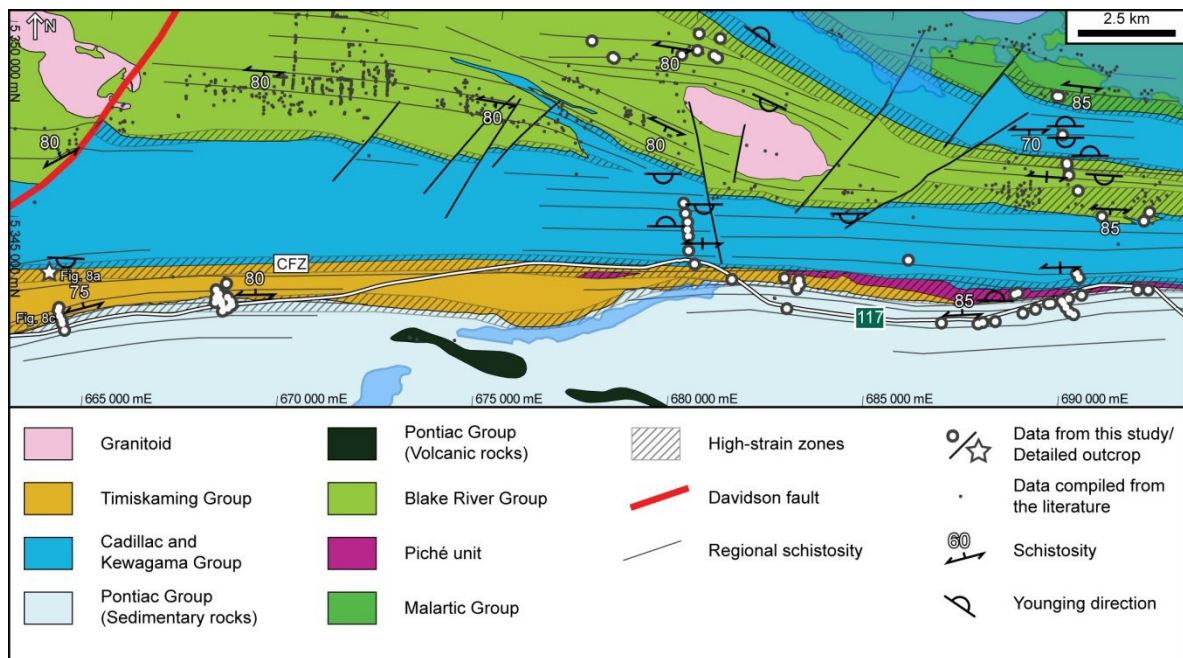 5 350 000 mN
N
2.5 km
80
80
85
80
80
70
80
85
5 345 000 mN
CFZ
Fig. 8a
80
75
Fig. 8c
85
117
665 000 mE
670 000 mE
675 000 mE
680 000 mE
685 000 mE
690 000 mE
Granitoid
Timiskaming Group
Cadillac and
Kewagama Group
Pontiac Group
(Sedimentary rocks)
Pontiac Group
(Volcanic rocks)
Blake River Group
Piché unit
Malartic Group
High-strain zones
Davidson fault
Regional schistosity
Data from this study/
Detailed outcrop
Data compiled from
the literature
60
Schistosity
Younging direction